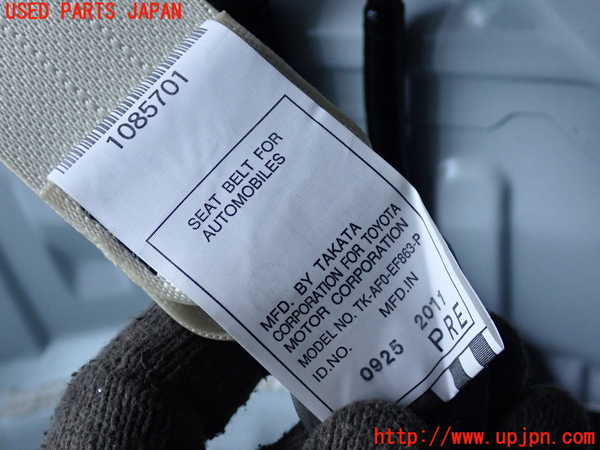 USED PARTS JAPAN
1085701
SEAT BELT FOR
AUTOMOBILES
MFD. BY TAKATA
CORPORATION FOR TOYOTA
MOTOR CORPORATION
MODEL NO. TK-AF0-EF863-P
ID.NO. MFD.IN
0925 2011
PRE
http://www.upjpn.com/